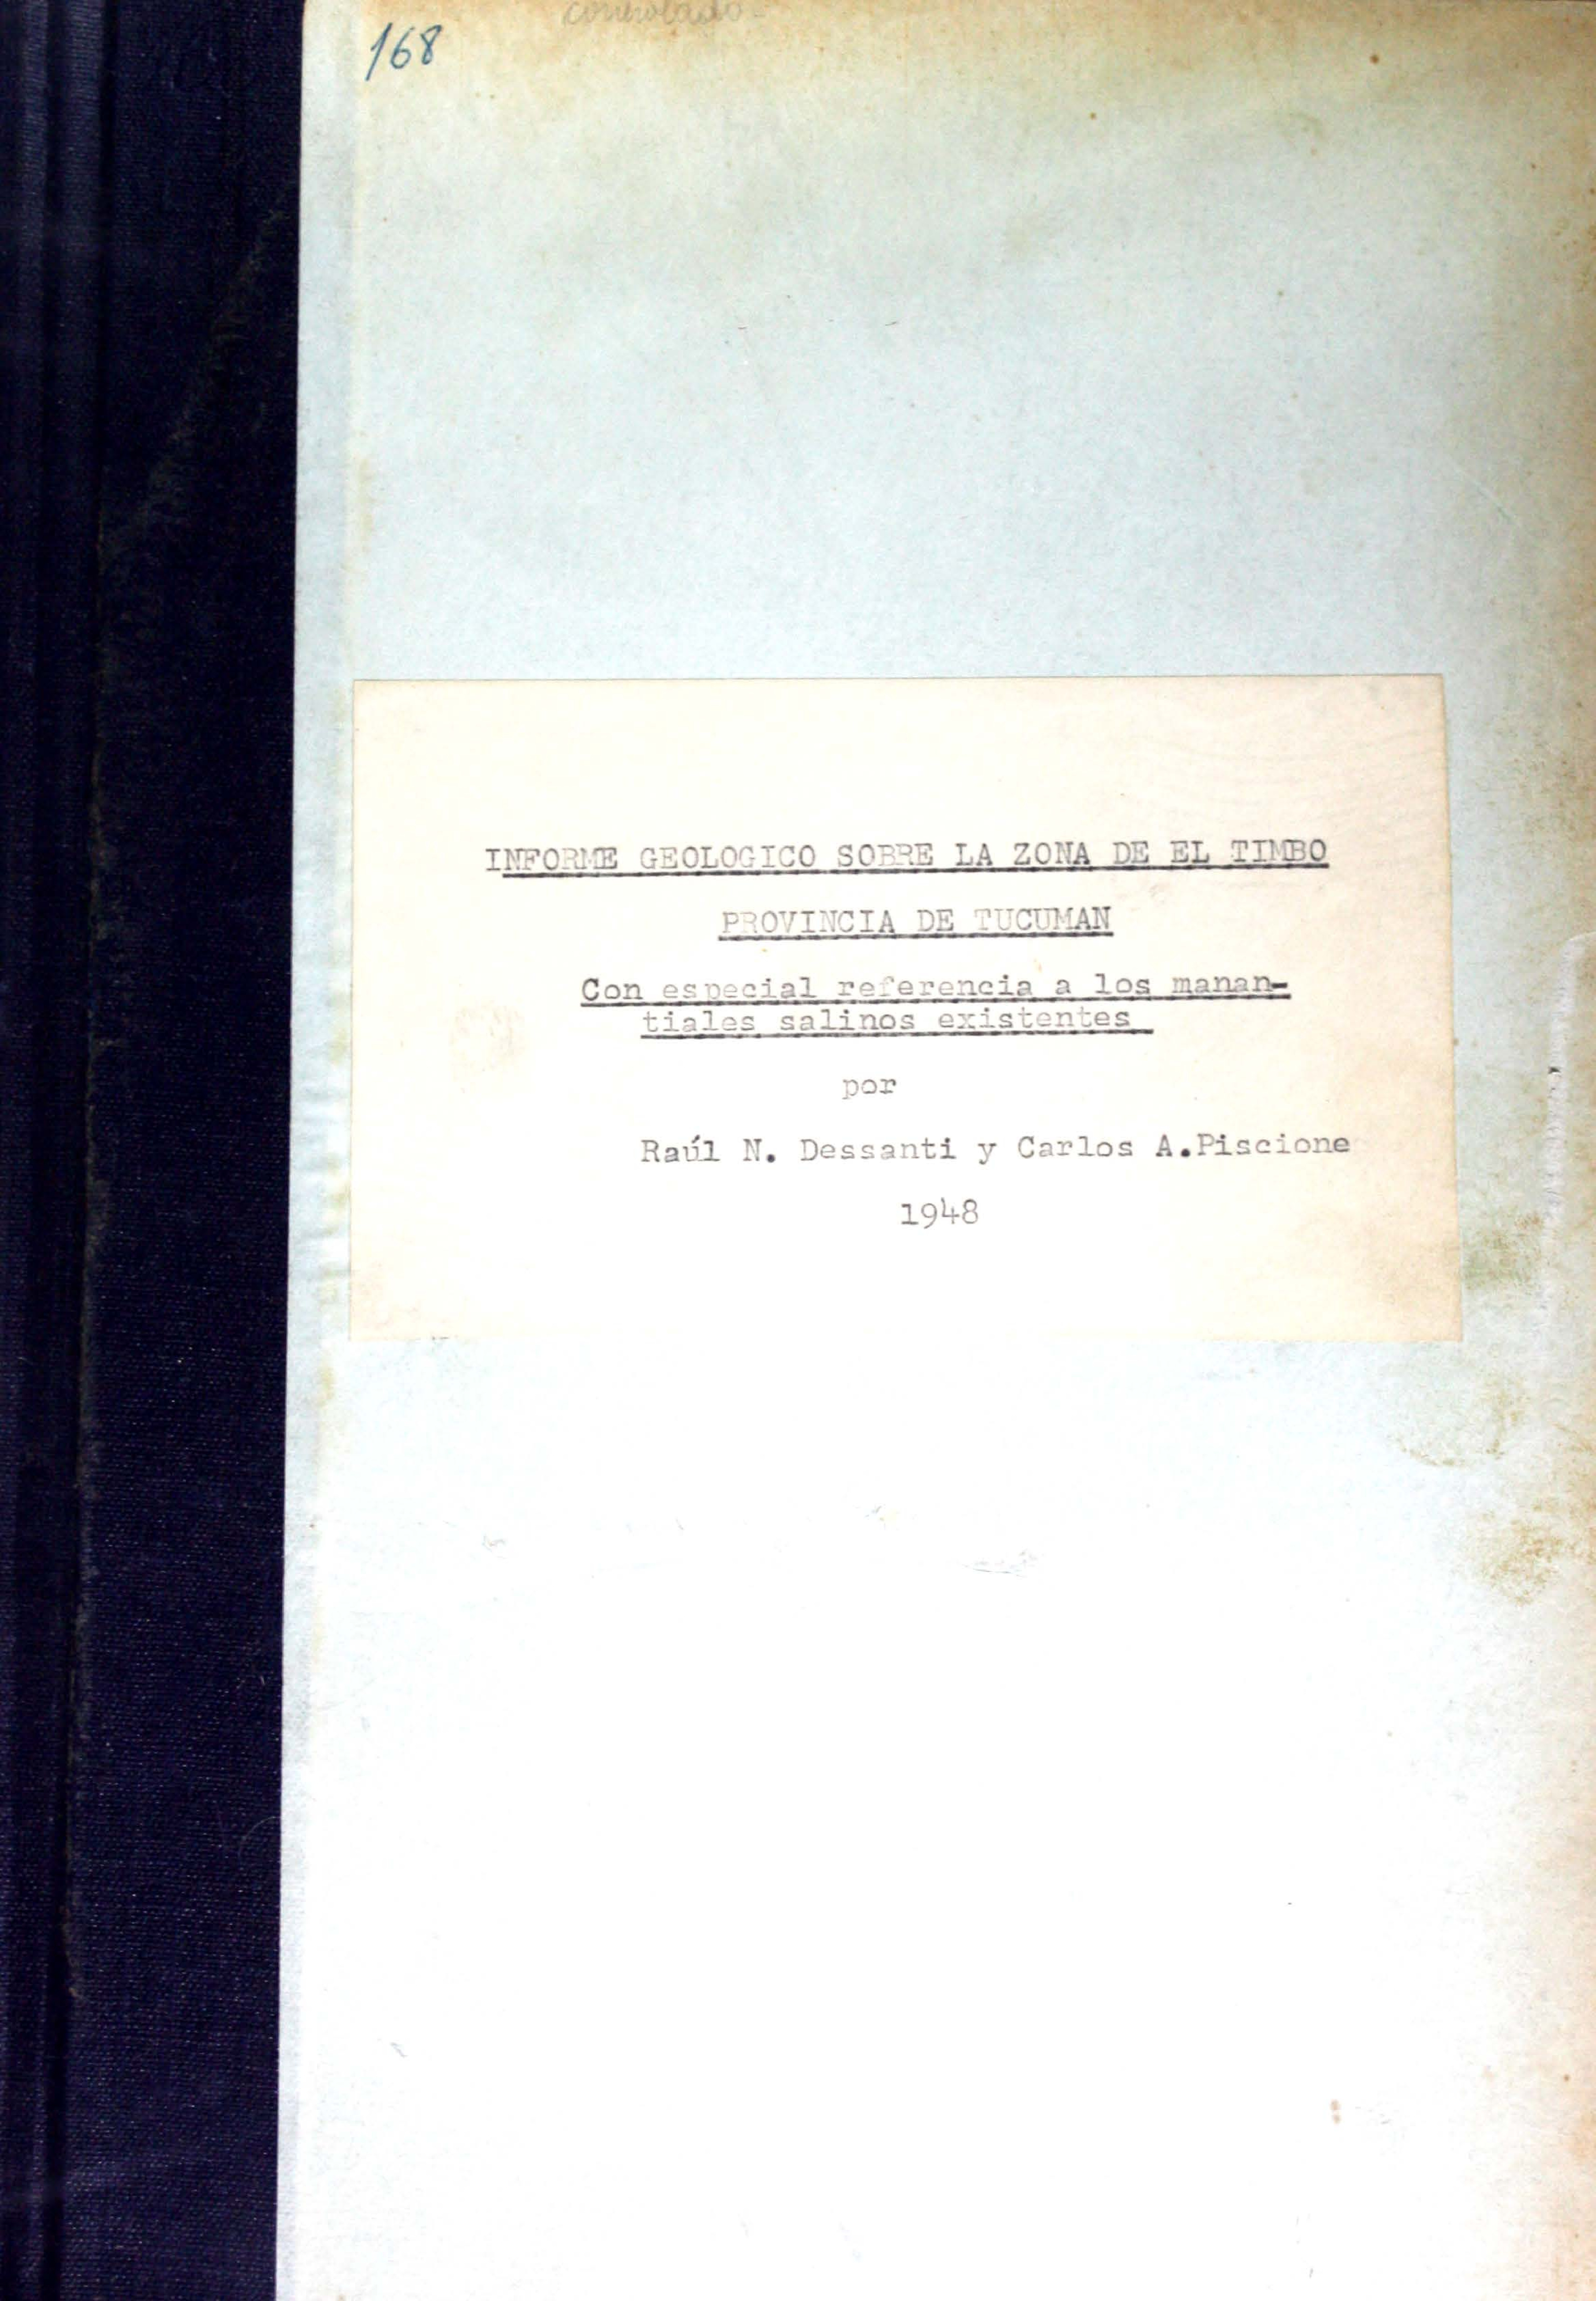 controlado-
168
INFORME GEOLOGICO SOBRE LA ZONA DE EL TIMBO
PROVINCIA DE TUCUMAN
Con especial referencia a los manan-
tiales salinos existentes
por
Raúl N. Dessanti y Carlos A.Piscione
1948